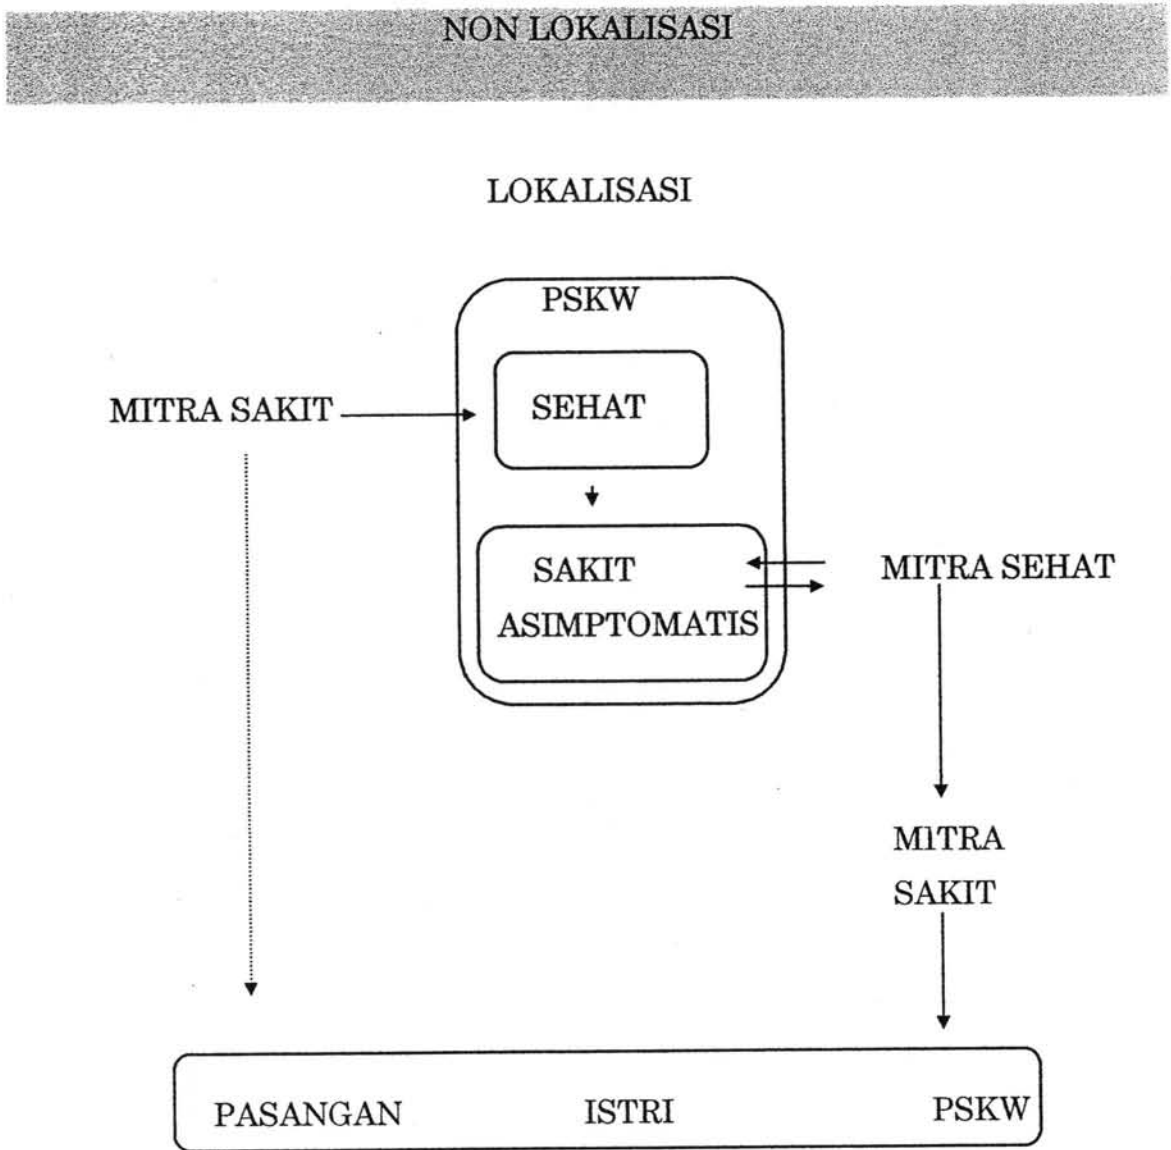 NON LOKALISASI
LOKALISASI
PSKW
MITRA SAKIT
SEHAT
SAKIT
ASIMPTOMATIS
MITRA SEHAT
MITRA
SAKIT
PASANGAN
ISTRI
PSKW